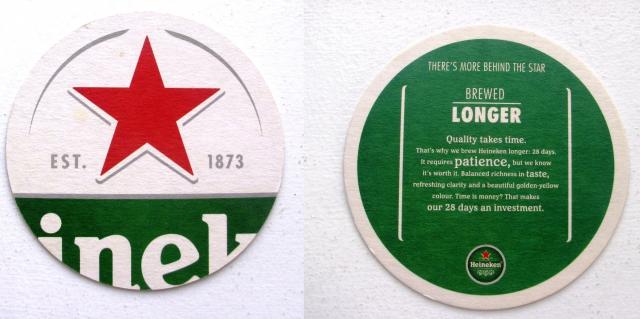 EST. 1873
inek
THERE'S MORE BEHIND THE STAR
BREWED
LONGER
Quality takes time.
That's why we brew Heineken longer: 28 days.
It requires patience, but we know
it's worth it. Balanced richness in taste,
refreshing clarity and a beautiful golden-yellow
colour. Time is money? That makes
our 28 days an investment.
Heineken